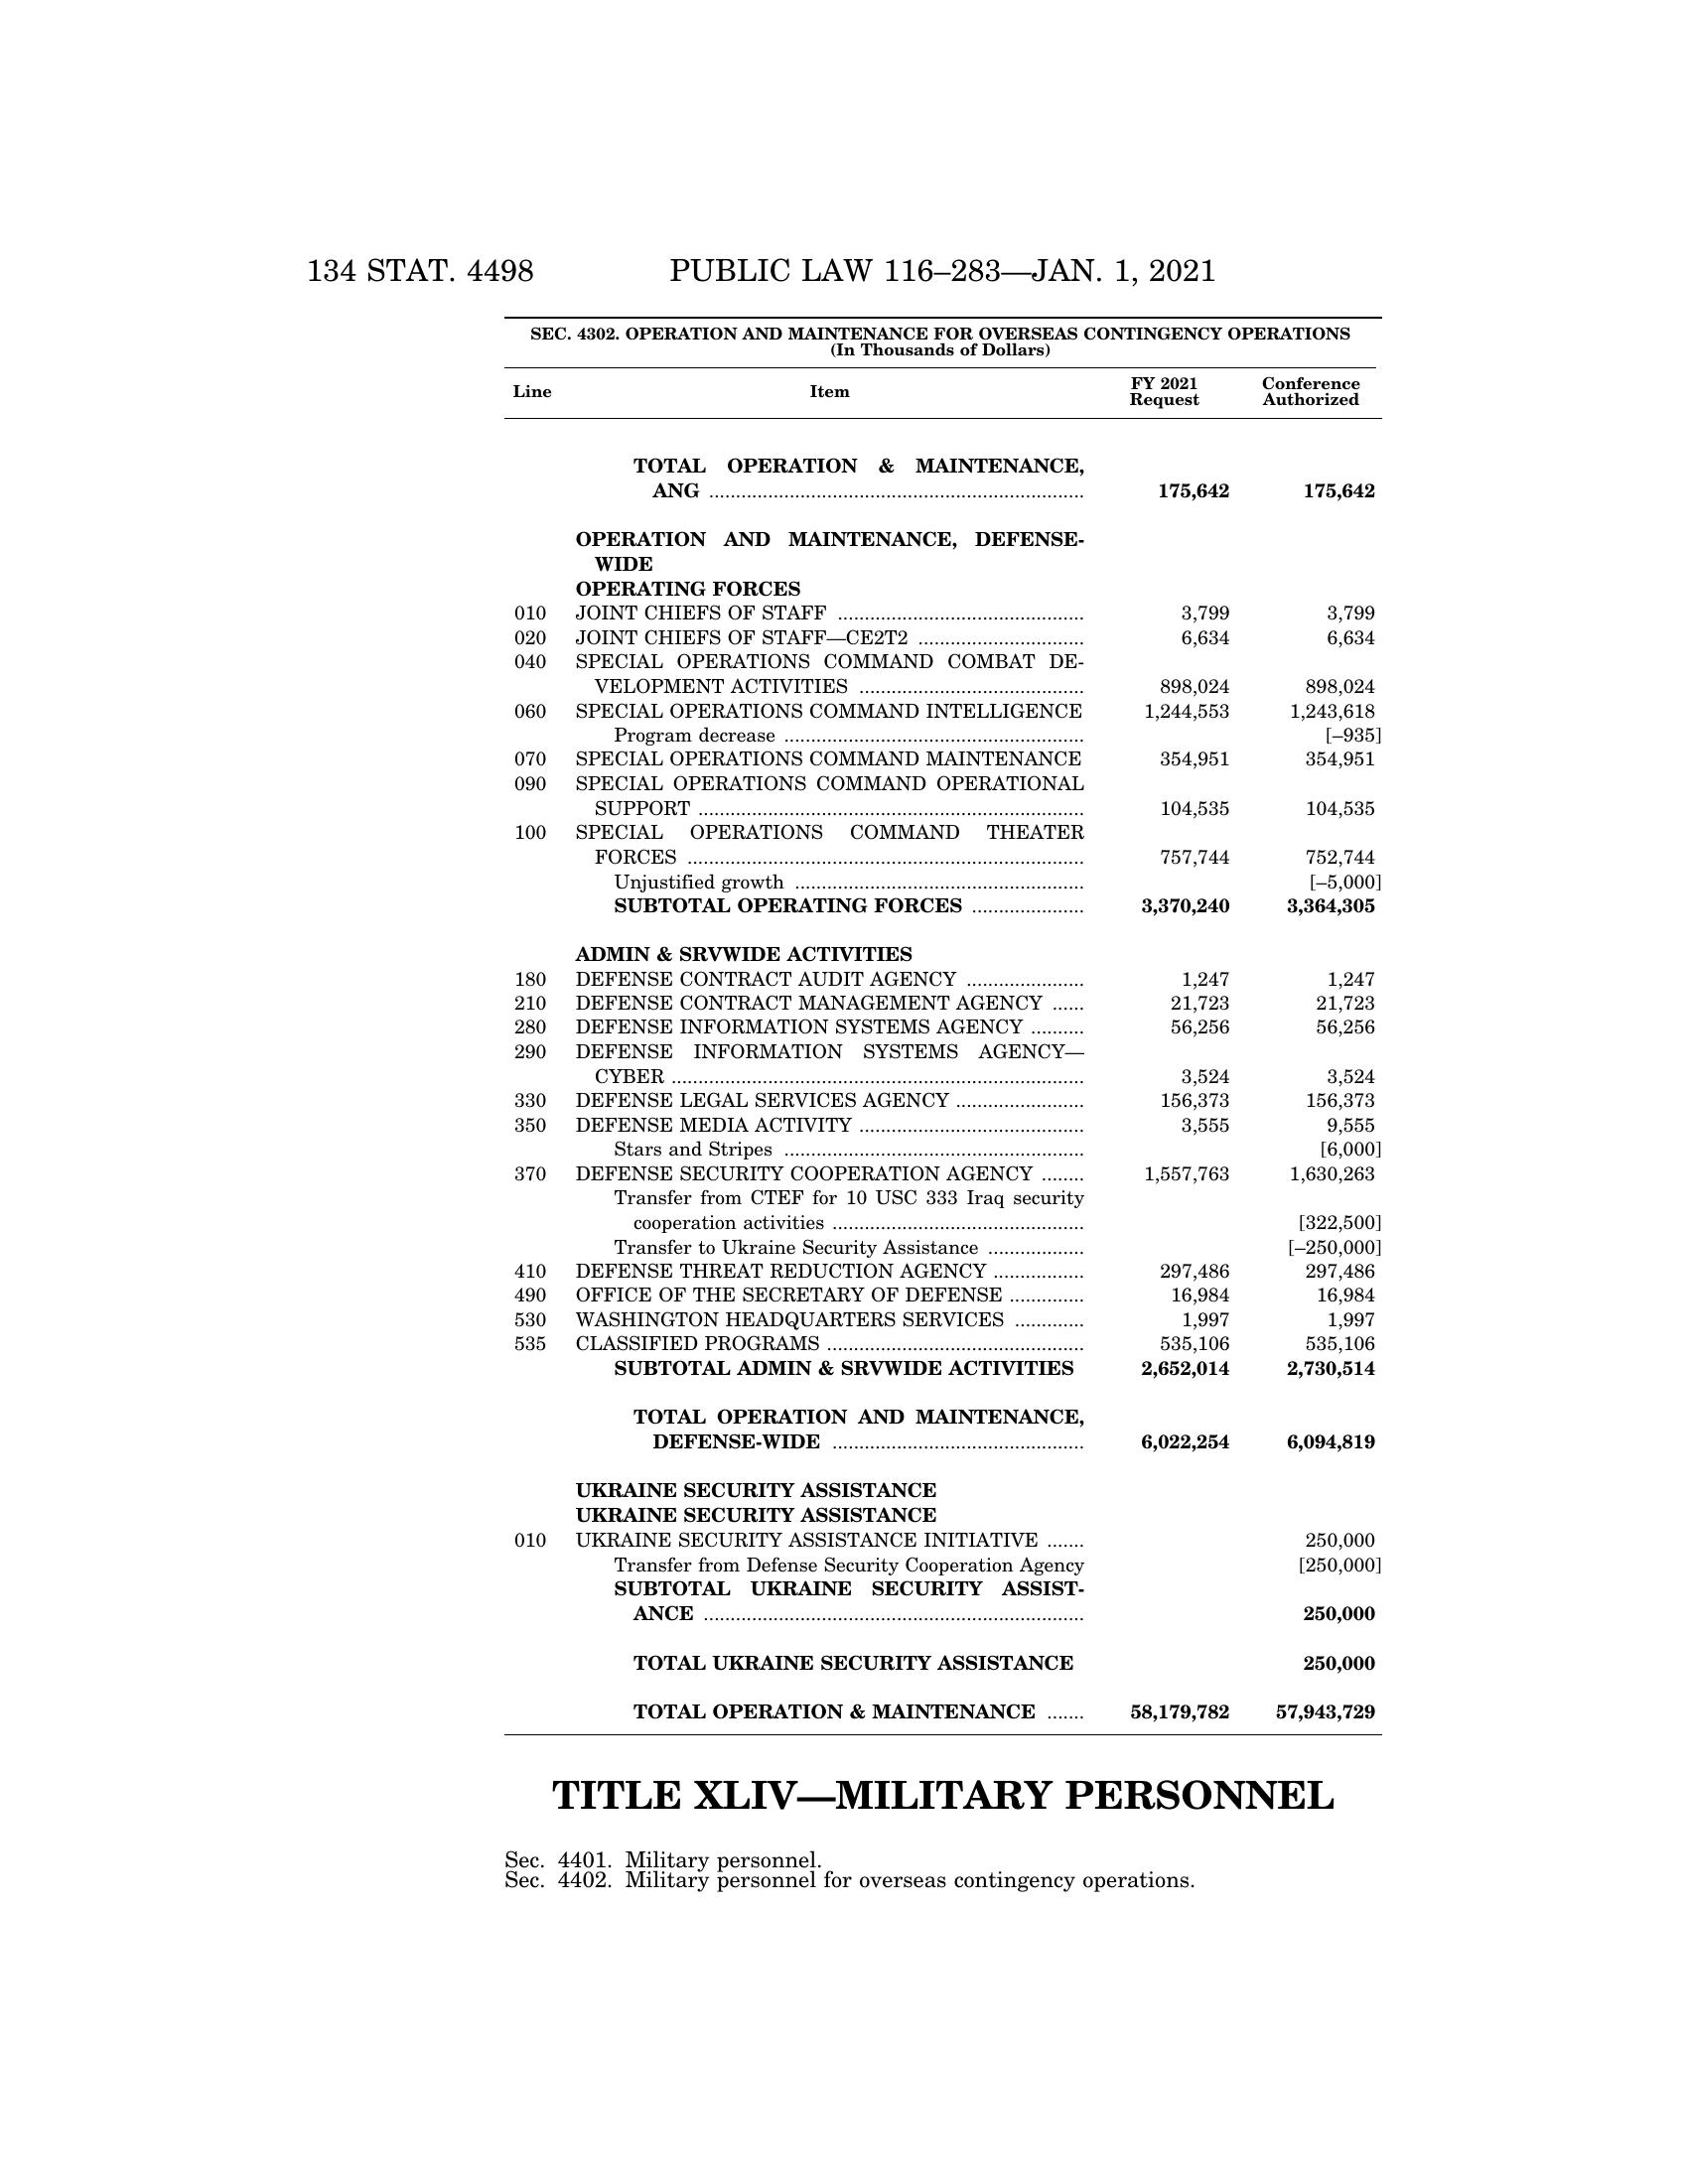 134 STAT. 4498 PUBLIC LAW 116–283—JAN. 1, 2021
SEC. 4302. OPERATION AND MAINTENANCE FOR OVERSEAS CONTINGENCY OPERATIONS
(In Thousands of Dollars)
Line Item FY 2021 Request Conference Authorized
TOTAL OPERATION & MAINTENANCE,
ANG ....................................................................... 175,642 175,642
OPERATION AND MAINTENANCE, DEFENSE-
WIDE
OPERATING FORCES
010 JOINT CHIEFS OF STAFF ............................................... 3,799 3,799
020 JOINT CHIEFS OF STAFF—CE2T2 ............................... 6,634 6,634
040 SPECIAL OPERATIONS COMMAND COMBAT DE-
VELOPMENT ACTIVITIES ........................................... 898,024 898,024
060 SPECIAL OPERATIONS COMMAND INTELLIGENCE 1,244,553 1,243,618
Program decrease ......................................................... [–935]
070 SPECIAL OPERATIONS COMMAND MAINTENANCE 354,951 354,951
090 SPECIAL OPERATIONS COMMAND OPERATIONAL
SUPPORT ......................................................................... 104,535 104,535
100 SPECIAL OPERATIONS COMMAND THEATER
FORCES ........................................................................... 757,744 752,744
Unjustified growth ....................................................... [–5,000]
SUBTOTAL OPERATING FORCES ..................... 3,370,240 3,364,305
ADMIN & SRVWIDE ACTIVITIES
180 DEFENSE CONTRACT AUDIT AGENCY ...................... 1,247 1,247
210 DEFENSE CONTRACT MANAGEMENT AGENCY ...... 21,723 21,723
280 DEFENSE INFORMATION SYSTEMS AGENCY .......... 56,256 56,256
290 DEFENSE INFORMATION SYSTEMS AGENCY—
CYBER .............................................................................. 3,524 3,524
330 DEFENSE LEGAL SERVICES AGENCY ........................ 156,373 156,373
350 DEFENSE MEDIA ACTIVITY ........................................... 3,555 9,555
Stars and Stripes ......................................................... [6,000]
370 DEFENSE SECURITY COOPERATION AGENCY ........ 1,557,763 1,630,263
Transfer from CTEF for 10 USC 333 Iraq security
cooperation activities ................................................ [322,500]
Transfer to Ukraine Security Assistance .................. [–250,000]
410 DEFENSE THREAT REDUCTION AGENCY ................. 297,486 297,486
490 OFFICE OF THE SECRETARY OF DEFENSE .............. 16,984 16,984
530 WASHINGTON HEADQUARTERS SERVICES ............. 1,997 1,997
535 CLASSIFIED PROGRAMS ................................................. 535,106 535,106
SUBTOTAL ADMIN & SRVWIDE ACTIVITIES 2,652,014 2,730,514
TOTAL OPERATION AND MAINTENANCE,
DEFENSE-WIDE ................................................ 6,022,254 6,094,819
UKRAINE SECURITY ASSISTANCE
UKRAINE SECURITY ASSISTANCE
010 UKRAINE SECURITY ASSISTANCE INITIATIVE ....... 250,000
Transfer from Defense Security Cooperation Agency [250,000]
SUBTOTAL UKRAINE SECURITY ASSIST-
ANCE ........................................................................ 250,000
TOTAL UKRAINE SECURITY ASSISTANCE 250,000
TOTAL OPERATION & MAINTENANCE ....... 58,179,782 57,943,729
TITLE XLIV—MILITARY PERSONNEL
Sec. 4401. Military personnel.
Sec. 4402. Military personnel for overseas contingency operations.